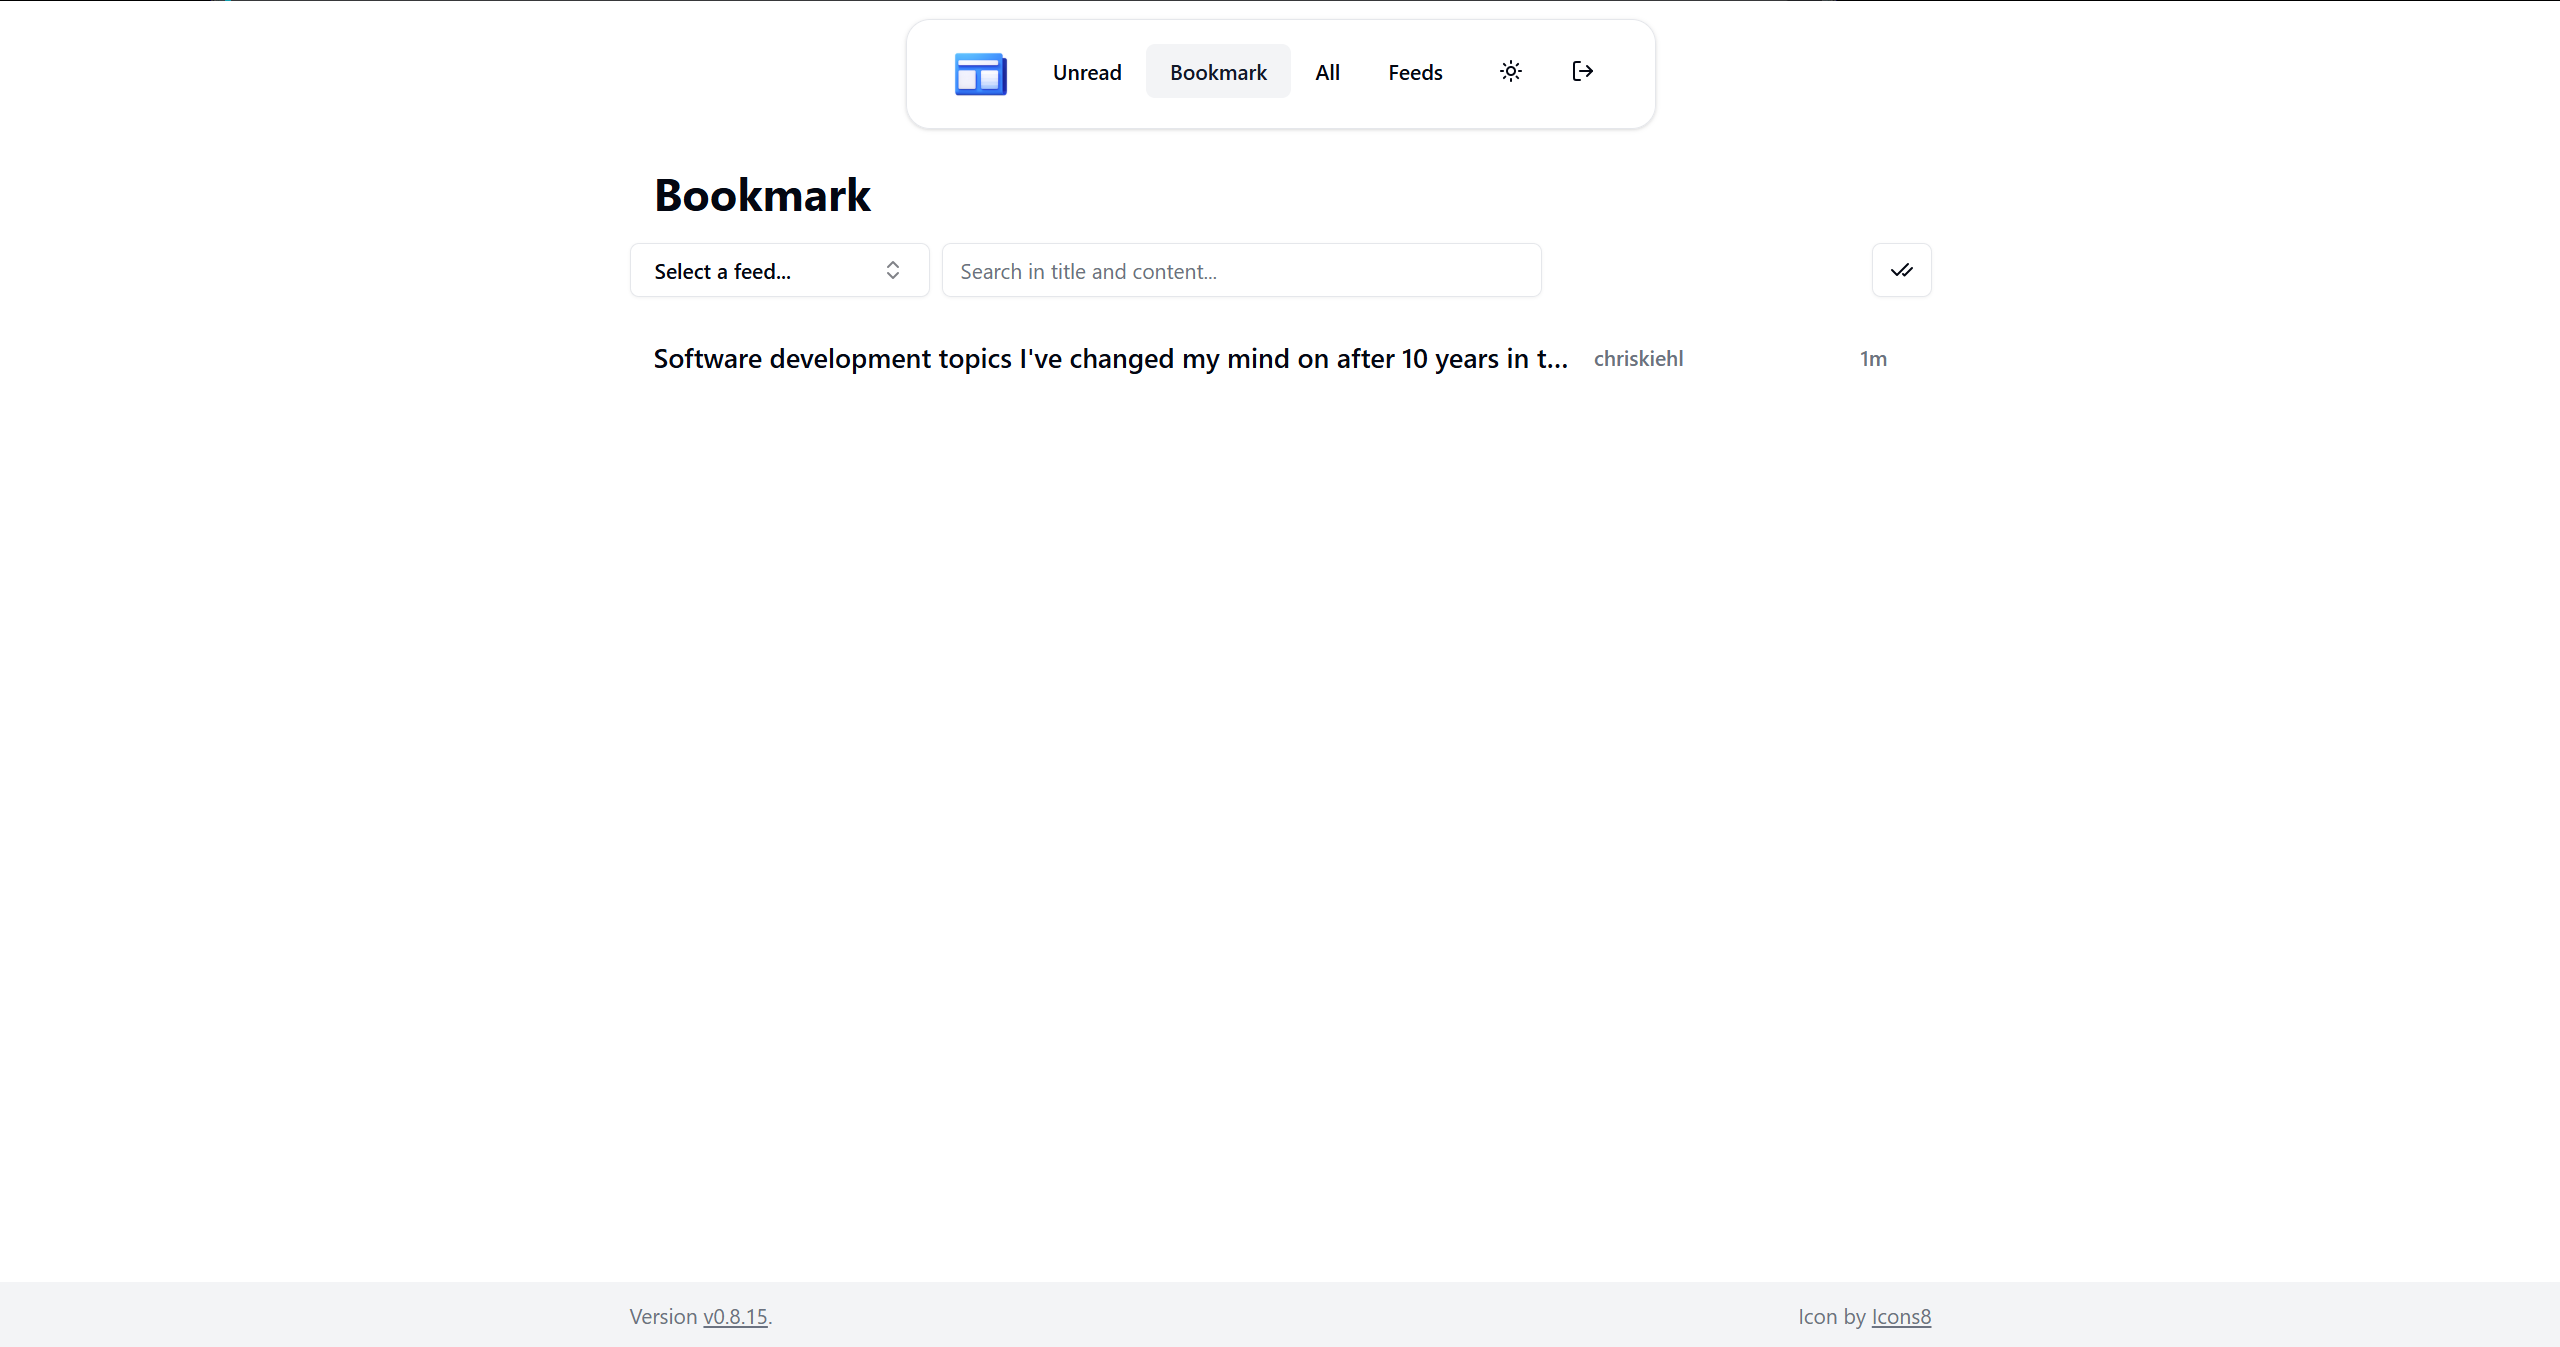 Unread Bookmark All Feeds
Bookmark
Select a feed... Search in title and content...
Software development topics I've changed my mind on after 10 years in t... chriskiehl 1m
Version v0.8.15. Icon by Icons8